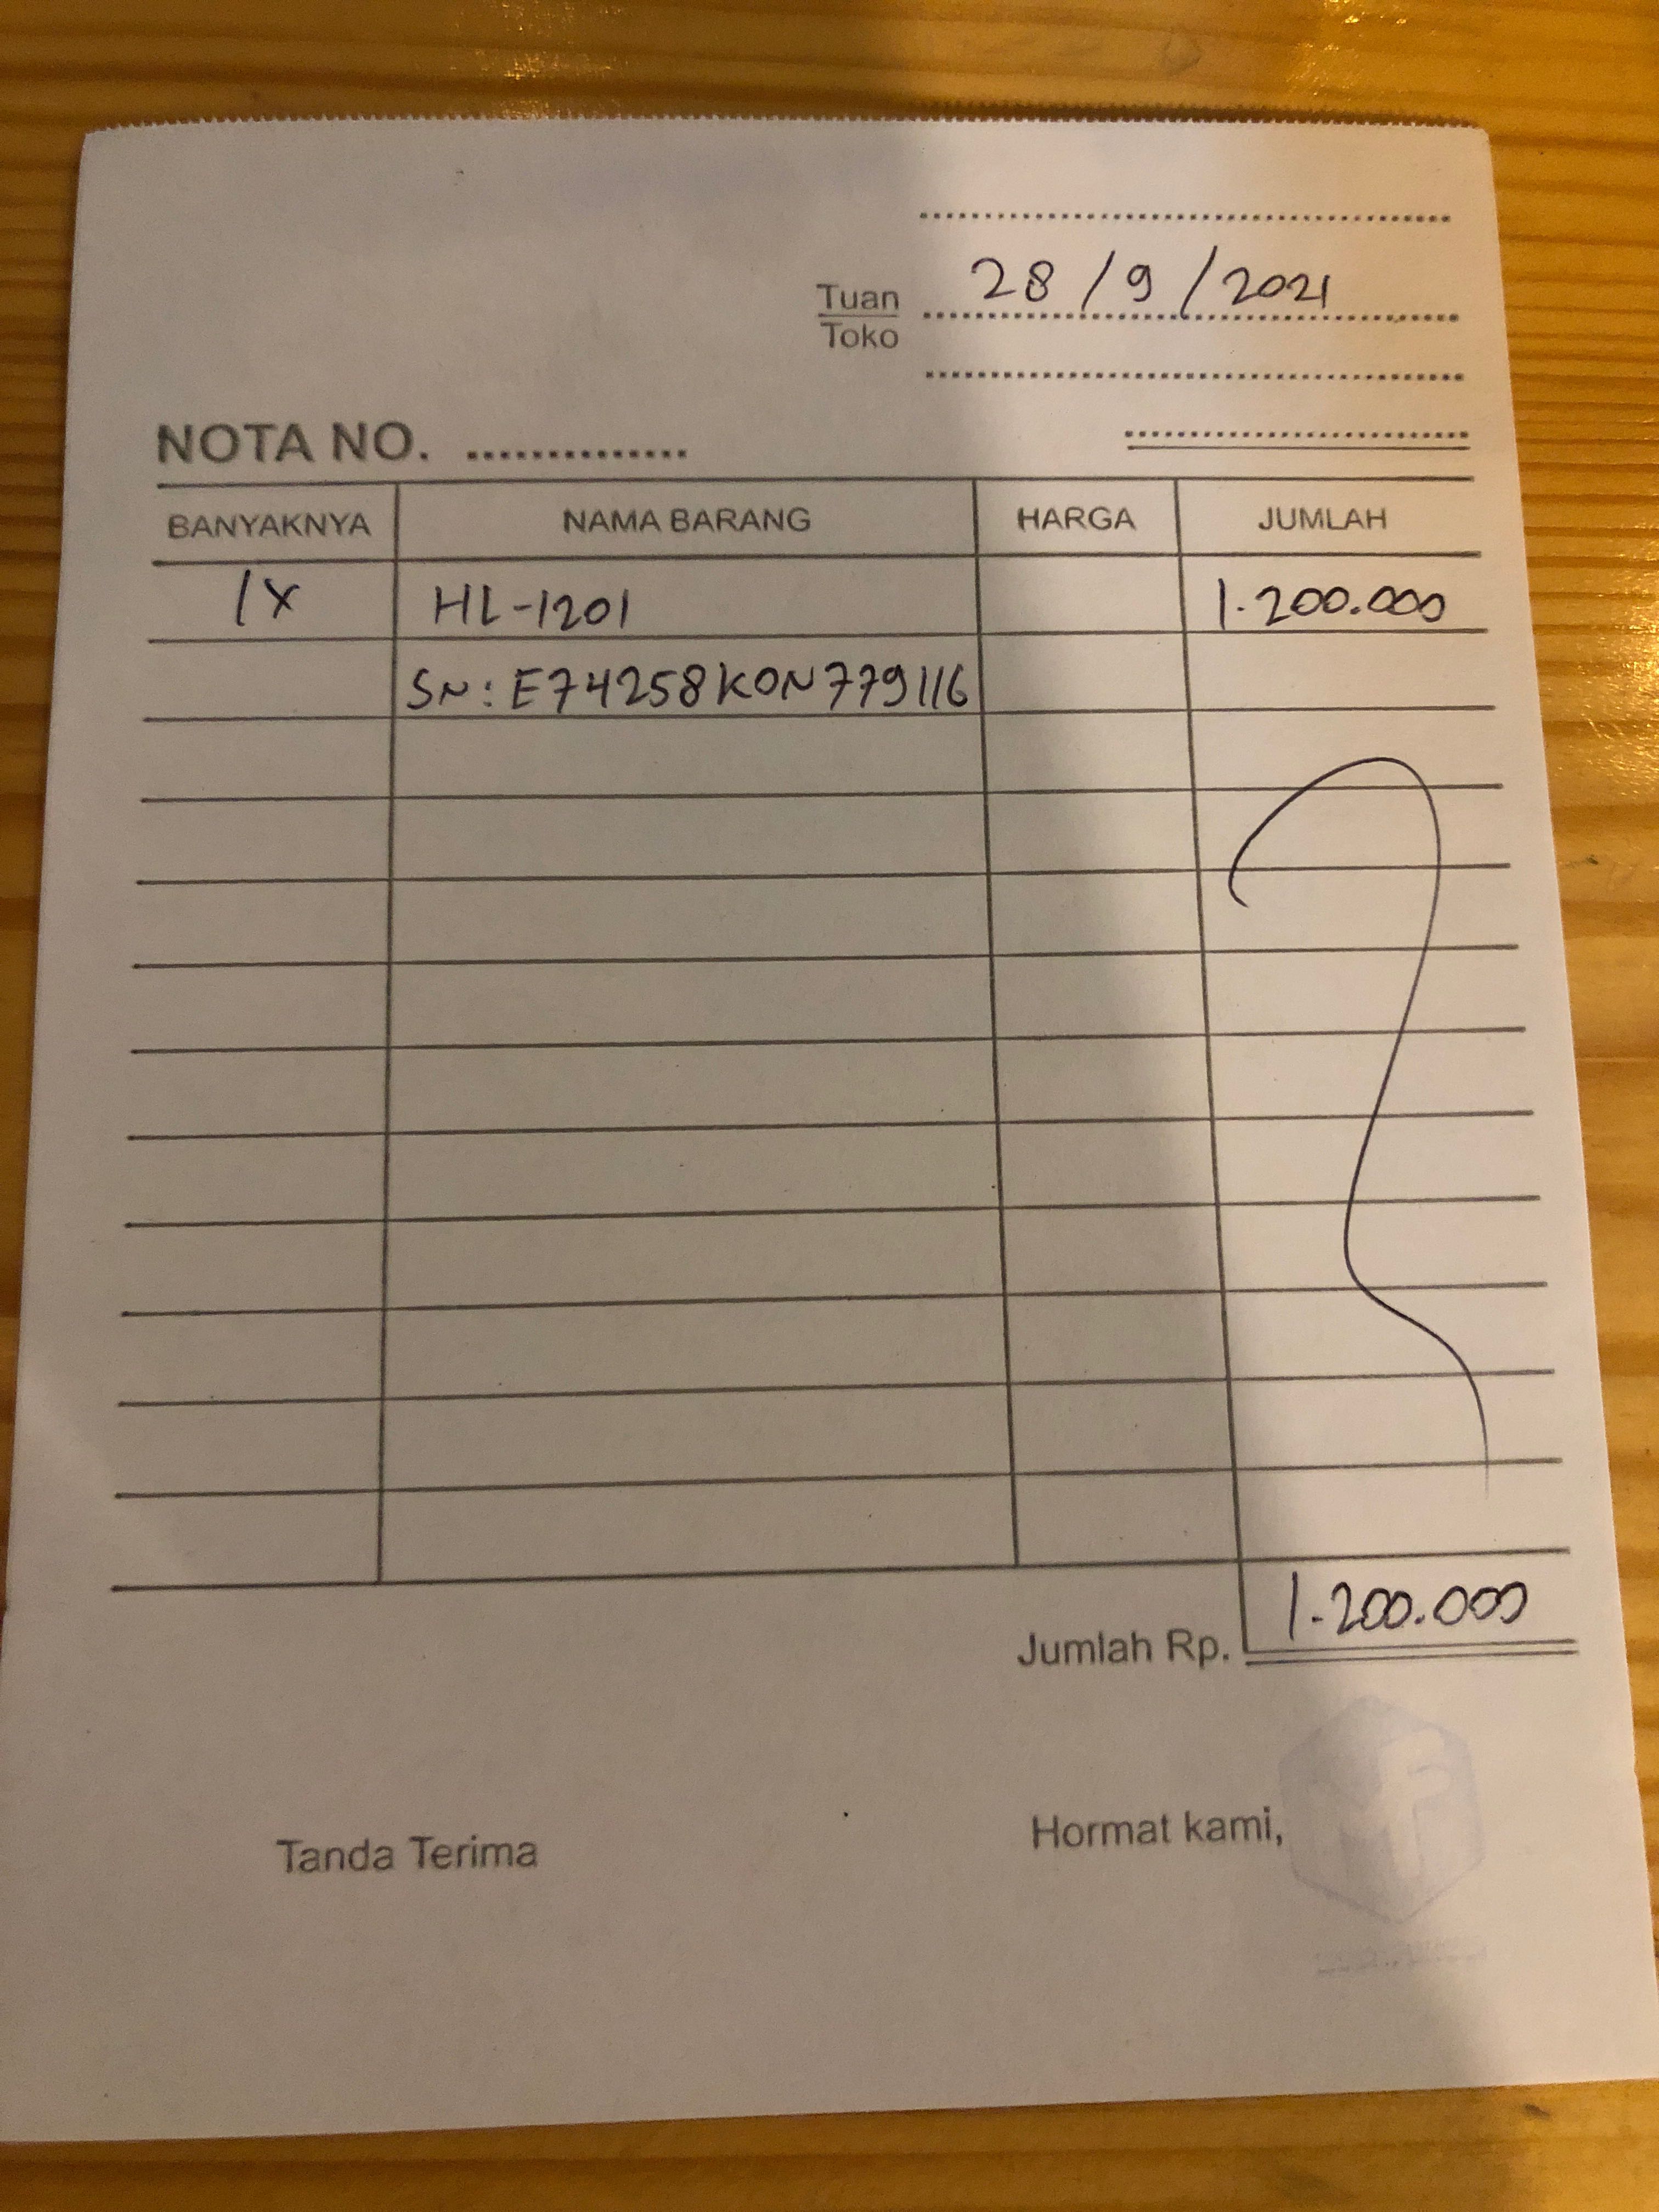 28/9/2021
Tuan
Toko
NOTA NO. ..............
BANYAKNYA NAMA BARANG HARGA JUMLAH
1X HL-1201 1.200.000
SN: E74258K0N779116
Jumlah Rp. 1.200.000
Tanda Terima Hormat kami,